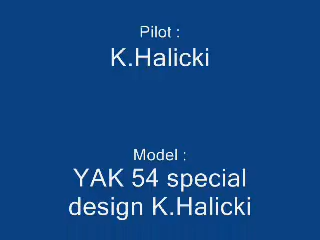 Pilot :
K.Halicki
Model :
YAK 54 special
design K.Halicki